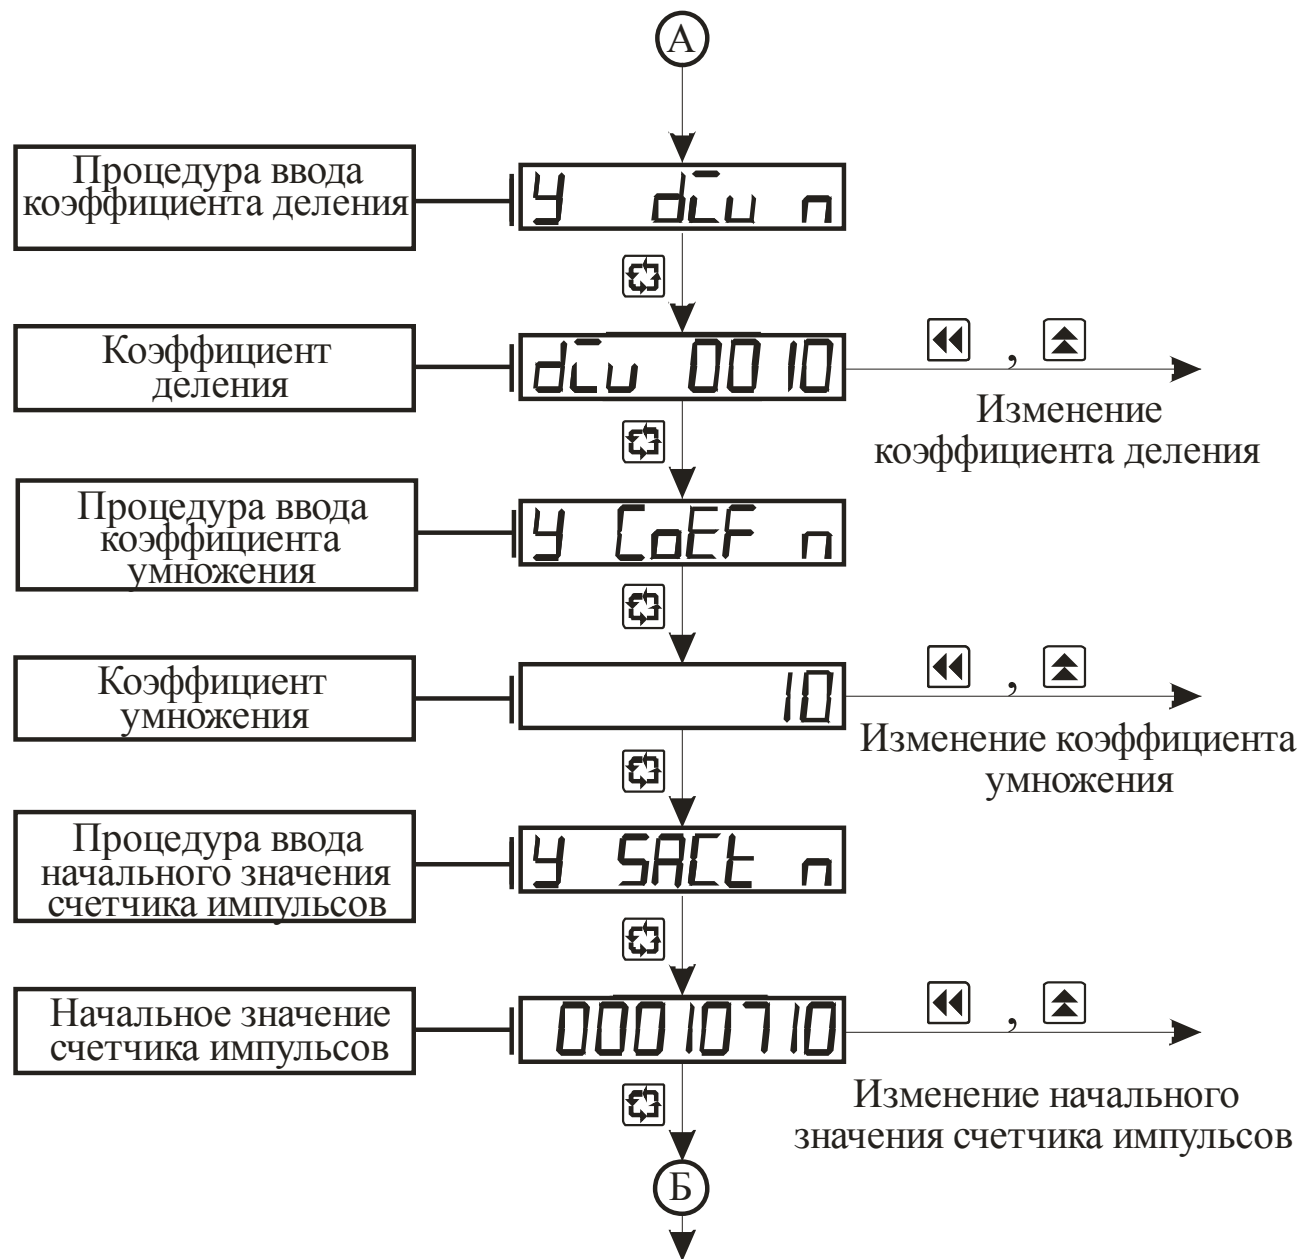 А
Процедура ввода
коэффициента деления
У div n
Коэффициент
деления
div 0010
,
Изменение
коэффициента деления
Процедура ввода
коэффициента
умножения
У CoEF n
Коэффициент
умножения
10
,
Изменение коэффициента
умножения
Процедура ввода
начального значения
счетчика импульсов
У SACt n
Начальное значение
счетчика импульсов
00010710
,
Изменение начального
значения счетчика импульсов
Б